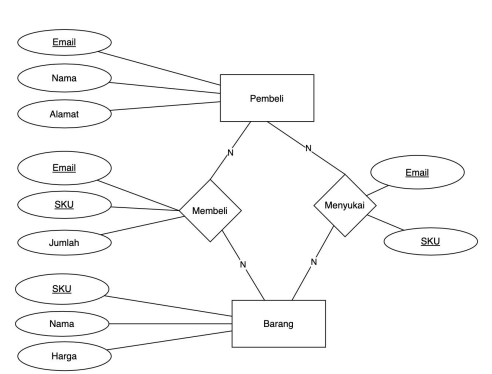 Email
Nama
Pembeli
Alamat
N
N
Email
Email
SKU
Membeli
Menyukai
Jumlah
SKU
N
N
SKU
Nama
Barang
Harga